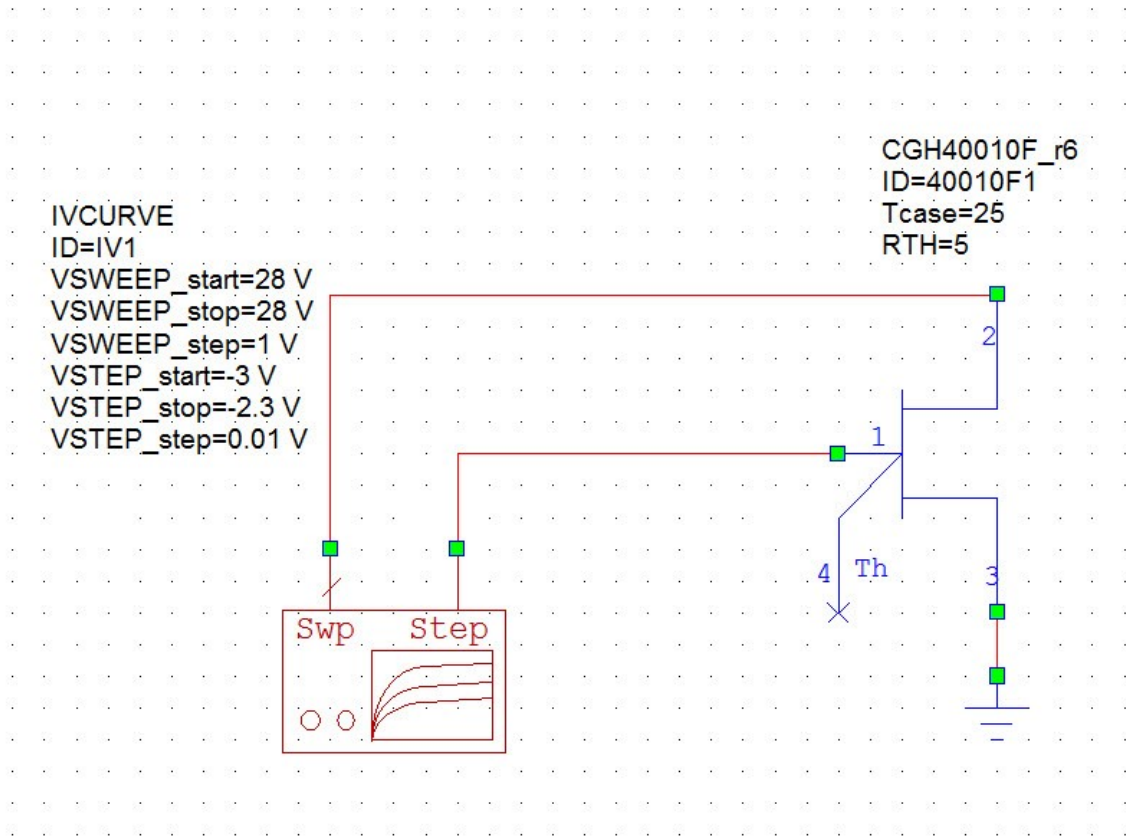 CGH40010F_r6
ID=40010F1
Tcase=25
RTH=5
IVCURVE
ID=IV1
VSWEEP_start=28 V
VSWEEP_stop=28 V
VSWEEP_step=1 V
VSTEP_start=-3 V
VSTEP_stop=-2.3 V
VSTEP_step=0.01 V
2
1
4 Th
3
Swp Step